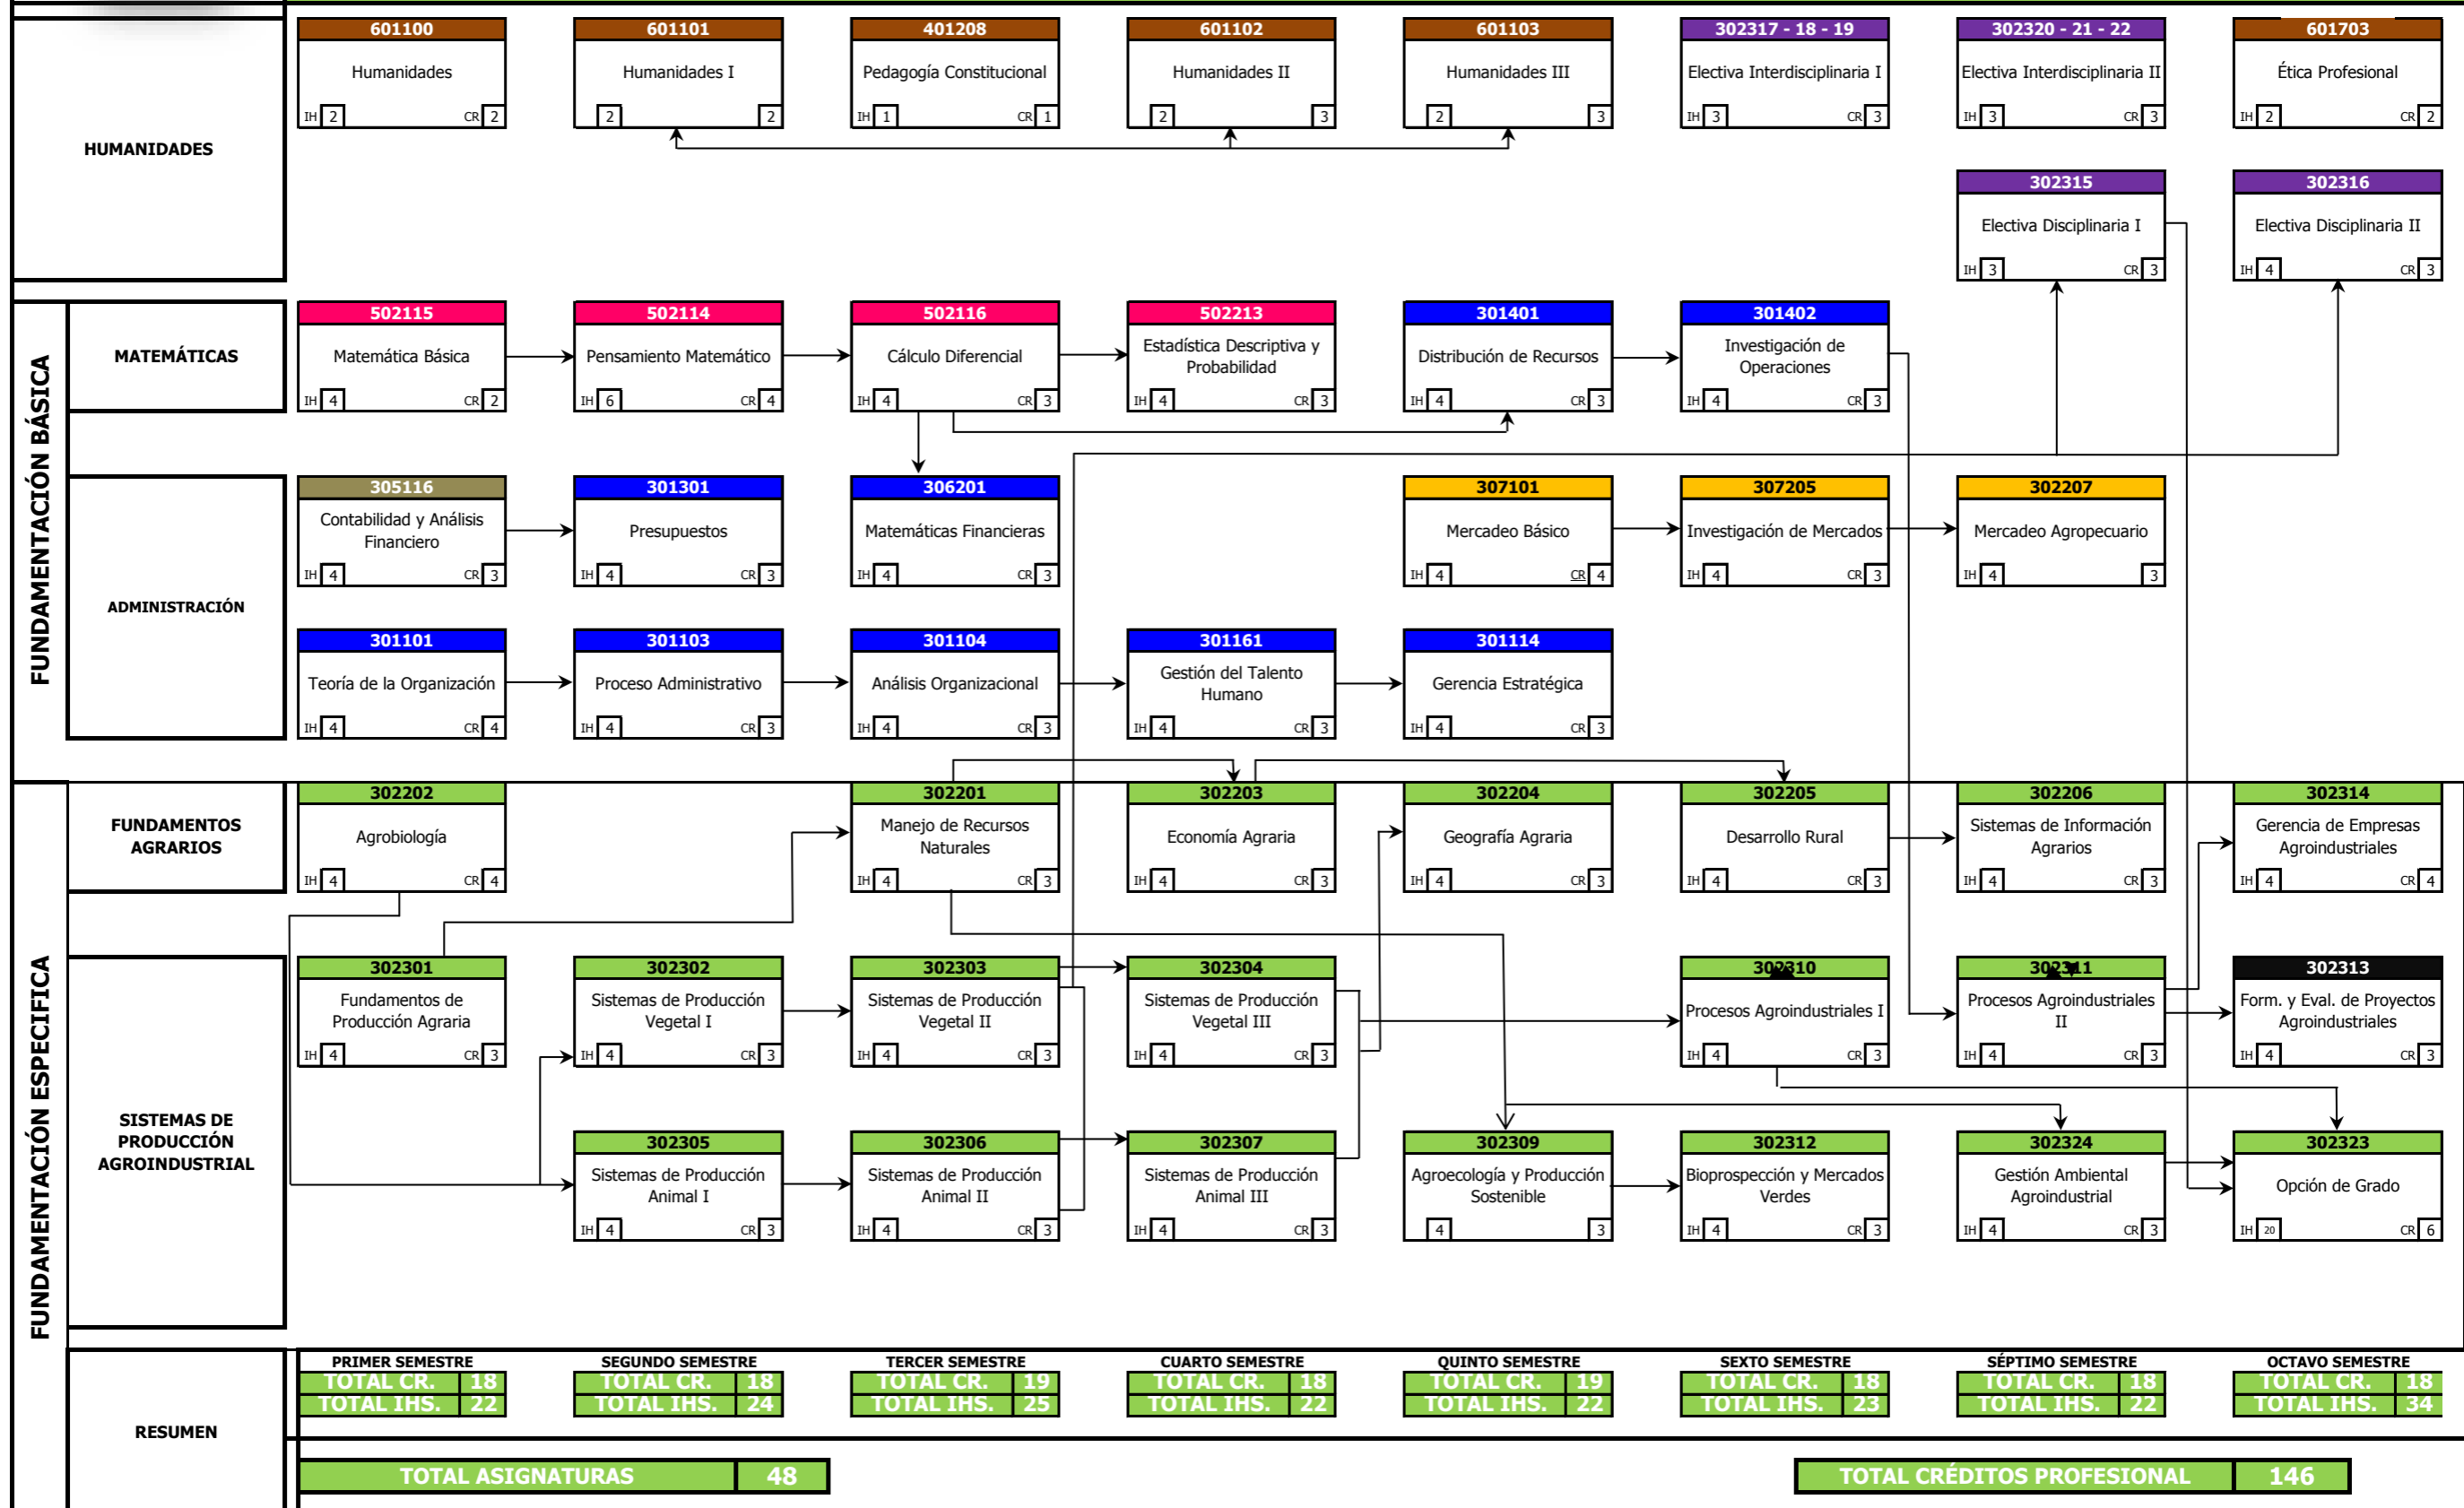 601100
601101
401208
601102
601103
302317 - 18 - 19
302320 - 21 - 22
601703
Humanidades
Humanidades I
Pedagogía Constitucional
Humanidades II
Humanidades III
Electiva Interdisciplinaria I
Electiva Interdisciplinaria II
Ética Profesional
IH 2 CR 2
2 2
IH 1 CR 1
2 3
2 3
IH 3 CR 3
IH 3 CR 3
IH 2 CR 2
HUMANIDADES
302315
302316
Electiva Disciplinaria I
Electiva Disciplinaria II
IH 3 CR 3
IH 4 CR 3
FUNDAMENTACIÓN BÁSICA
MATEMÁTICAS
502115
502114
502116
502213
301401
301402
Matemática Básica
Pensamiento Matemático
Cálculo Diferencial
Estadística Descriptiva y
Probabilidad
Distribución de Recursos
Investigación de
Operaciones
IH 4 CR 2
IH 6 CR 4
IH 4 CR 3
IH 4 CR 3
IH 4 CR 3
IH 4 CR 3
ADMINISTRACIÓN
305116
301301
306201
307101
307205
302207
Contabilidad y Análisis
Financiero
Presupuestos
Matemáticas Financieras
Mercadeo Básico
Investigación de Mercados
Mercadeo Agropecuario
IH 4 CR 3
IH 4 CR 3
IH 4 CR 3
IH 4 CR 4
IH 4 CR 3
IH 4 3
301101
301103
301104
301161
301114
Teoría de la Organización
Proceso Administrativo
Análisis Organizacional
Gestión del Talento
Humano
Gerencia Estratégica
IH 4 CR 4
IH 4 CR 3
IH 4 CR 3
IH 4 CR 3
IH 4 CR 3
FUNDAMENTACIÓN ESPECIFICA
FUNDAMENTOS
AGRARIOS
302202
302201
302203
302204
302205
302206
302314
Agrobiología
Manejo de Recursos
Naturales
Economía Agraria
Geografía Agraria
Desarrollo Rural
Sistemas de Información
Agrarios
Gerencia de Empresas
Agroindustriales
IH 4 CR 4
IH 4 CR 3
IH 4 CR 3
IH 4 CR 3
IH 4 CR 3
IH 4 CR 3
IH 4 CR 4
SISTEMAS DE
PRODUCCIÓN
AGROINDUSTRIAL
302301
302302
302303
302304
302310
302311
302313
Fundamentos de
Producción Agraria
Sistemas de Producción
Vegetal I
Sistemas de Producción
Vegetal II
Sistemas de Producción
Vegetal III
Procesos Agroindustriales I
Procesos Agroindustriales
II
Form. y Eval. de Proyectos
Agroindustriales
IH 4 CR 3
IH 4 CR 3
IH 4 CR 3
IH 4 CR 3
IH 4 CR 3
IH 4 CR 3
IH 4 CR 3
302305
302306
302307
302309
302312
302324
302323
Sistemas de Producción
Animal I
Sistemas de Producción
Animal II
Sistemas de Producción
Animal III
Agroecología y Producción
Sostenible
Bioprospección y Mercados
Verdes
Gestión Ambiental
Agroindustrial
Opción de Grado
IH 4 CR 3
IH 4 CR 3
IH 4 CR 3
4 3
IH 4 CR 3
IH 4 CR 3
IH 20 CR 6
RESUMEN
PRIMER SEMESTRE
TOTAL CR. 18
TOTAL IHS. 22
SEGUNDO SEMESTRE
TOTAL CR. 18
TOTAL IHS. 24
TERCER SEMESTRE
TOTAL CR. 19
TOTAL IHS. 25
CUARTO SEMESTRE
TOTAL CR. 18
TOTAL IHS. 22
QUINTO SEMESTRE
TOTAL CR. 19
TOTAL IHS. 22
SEXTO SEMESTRE
TOTAL CR. 18
TOTAL IHS. 23
SÉPTIMO SEMESTRE
TOTAL CR. 18
TOTAL IHS. 22
OCTAVO SEMESTRE
TOTAL CR. 18
TOTAL IHS. 34
TOTAL ASIGNATURAS 48
TOTAL CRÉDITOS PROFESIONAL 146